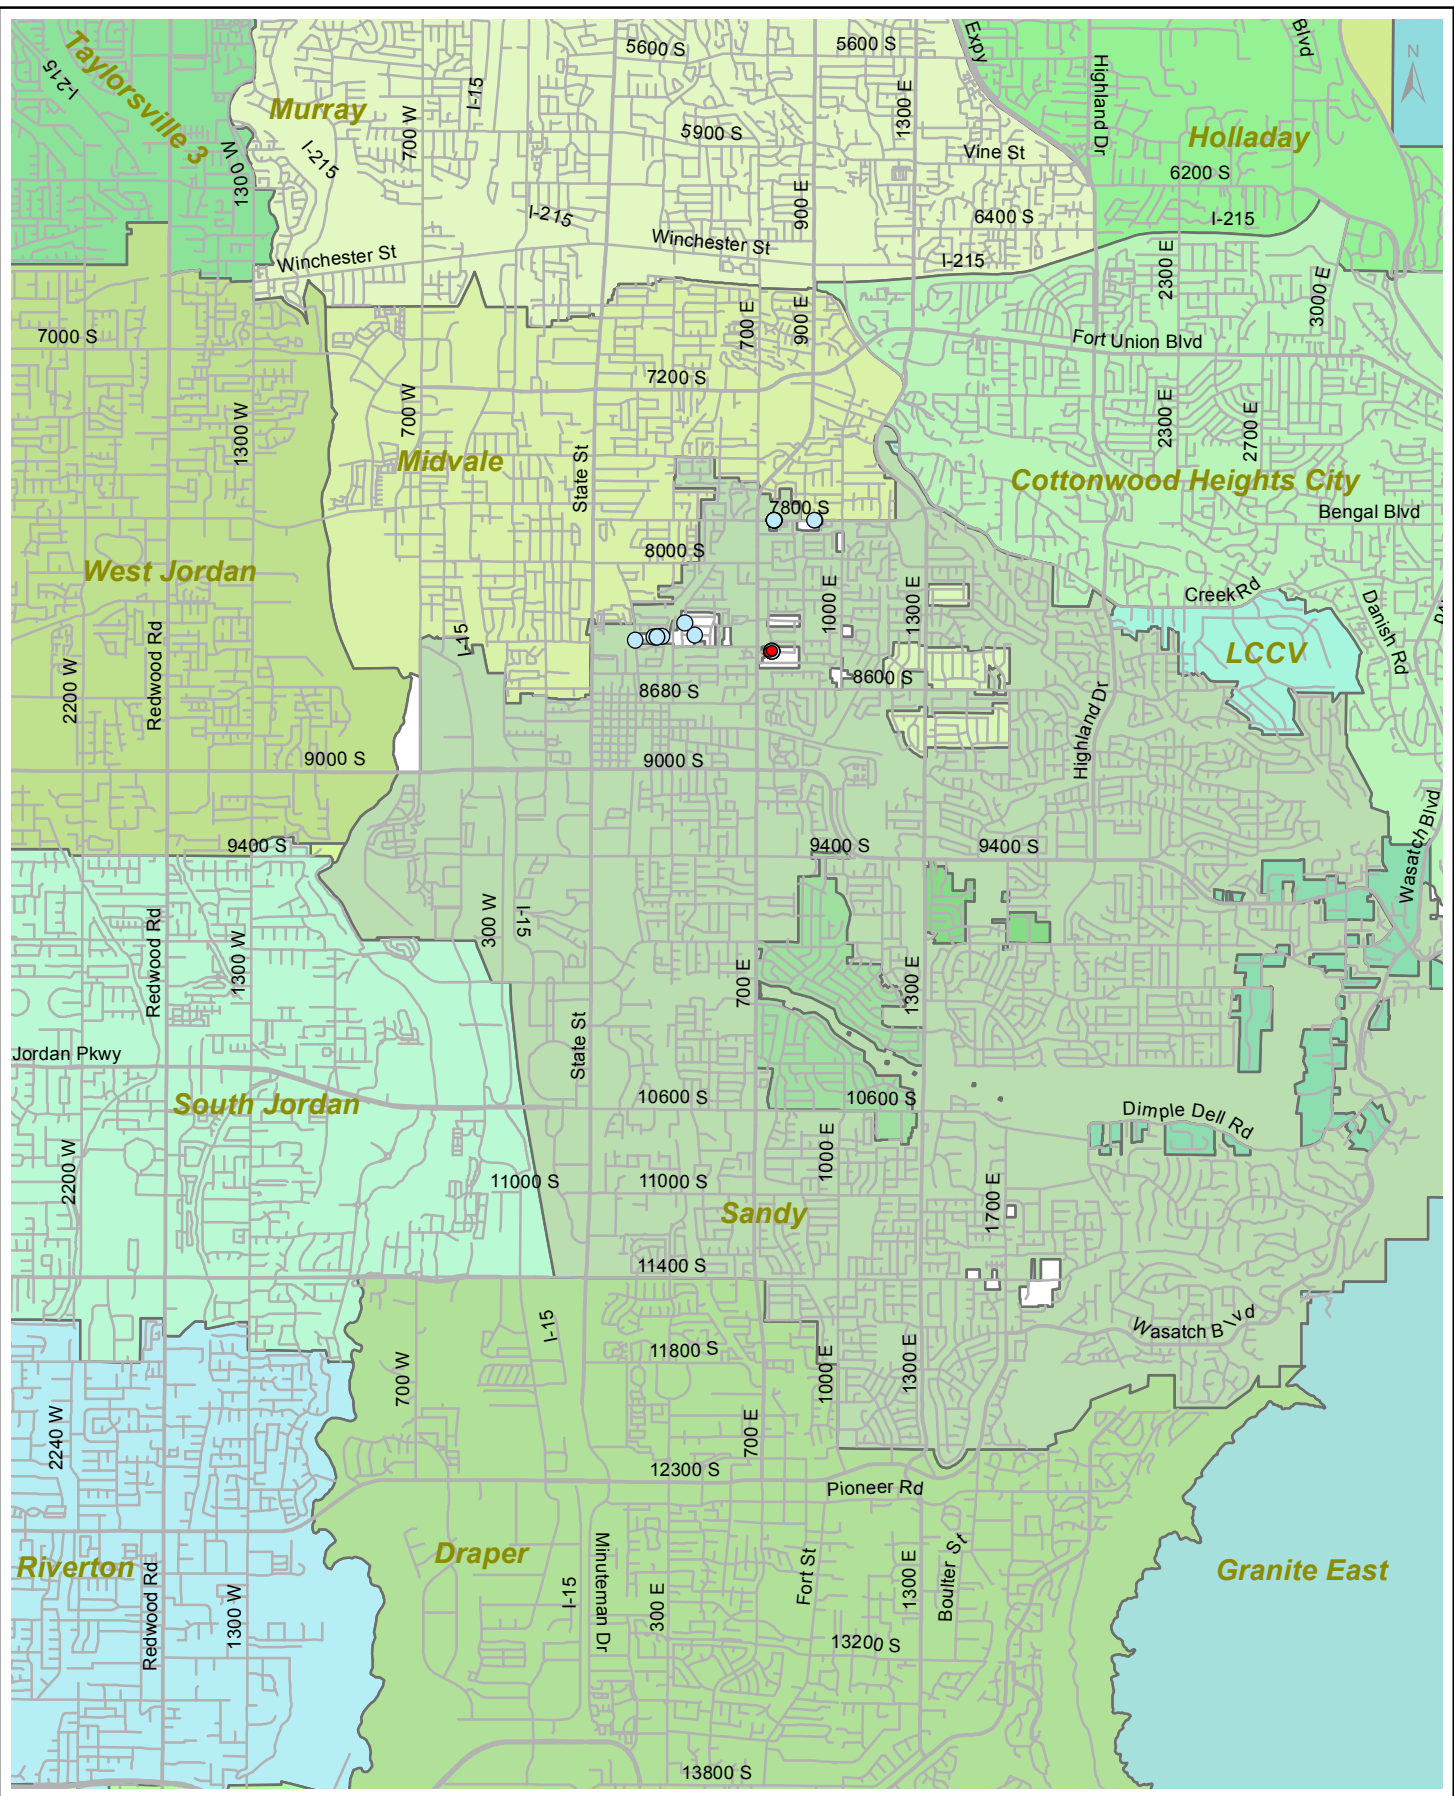 5600 S
5600 S
Expy
Blvd
N
Taylorsville 3
I-215
Murray
700 W
I-15
1300 E
Highland Dr
Holladay
5900 S
Vine St
I-215
1300 W
6200 S
900 E
6400 S
I-215
I-215
Winchester St
Winchester St
I-215
2300 E
3000 E
7000 S
700 E
900 E
Fort Union Blvd
7200 S
700 W
1300 W
2300 E
2700 E
Midvale
State St
Cottonwood Heights City
7800 S
Bengal Blvd
8000 S
West Jordan
1000 E
1300 E
Creek Rd
Danish Rd
I-15
Redwood Rd
LCCV
2200 W
8600 S
8680 S
Highland Dr
9000 S
9000 S
9400 S
9400 S
9400 S
Wasatch Blvd
300 W
I-15
Redwood Rd
1300 W
700 E
1300 E
State St
Jordan Pkwy
South Jordan
10600 S
10600 S
Dimple Dell Rd
2200 W
1000 E
11000 S
11000 S
1700 E
Sandy
11400 S
I-15
Wasatch Blvd
11800 S
700 W
1000 E
1300 E
2240 W
700 E
12300 S
Pioneer Rd
Riverton
Draper
Redwood Rd
1300 W
I-15
Minuteman Dr
300 E
Fort St
1300 E
Boulter St
Granite East
13200 S
13800 S